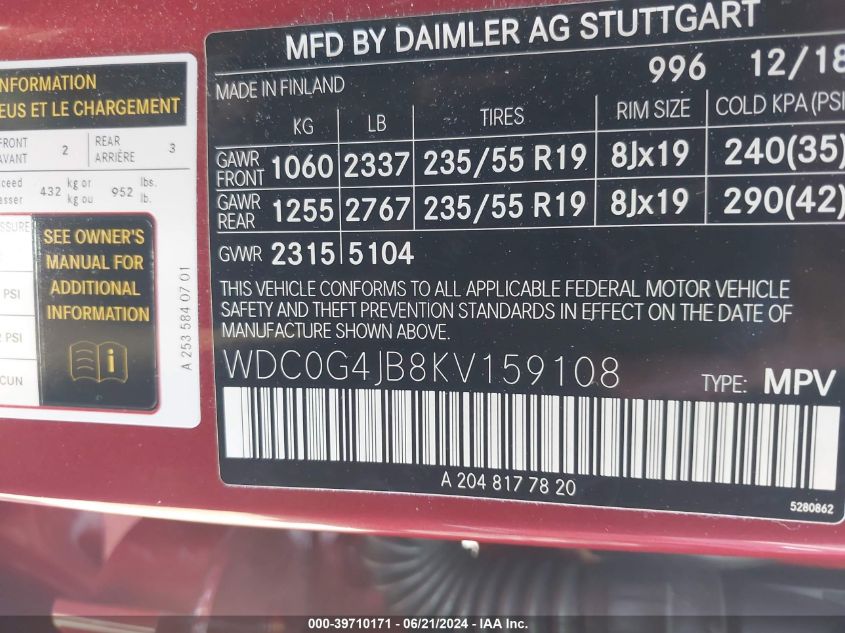 MFD BY DAIMLER AG STUTTGART
MADE IN FINLAND 996 12/18
KG LB TIRES RIM SIZE COLD KPA(PSI
GAWR FRONT 1060 2337 235/55 R19 8Jx19 240(35)
GAWR REAR 1255 2767 235/55 R19 8Jx19 290(42)
GVWR 2315 5104
THIS VEHICLE CONFORMS TO ALL APPLICABLE FEDERAL MOTOR VEHICLE
SAFETY AND THEFT PREVENTION STANDARDS IN EFFECT ON THE DATE OF
MANUFACTURE SHOWN ABOVE.
WDC0G4JB8KV159108 TYPE: MPV
A 204 817 78 20
5280862
NFORMATION
EUS ET LE CHARGEMENT
FRONT 2 REAR 3
AVANT ARRIÈRE
xceed 432 kg or 952 lbs.
asser kg ou lb.
SSURE
SEE OWNER'S
MANUAL FOR
ADDITIONAL
INFORMATION
PSI
PSI
CUN
A 253 584 07 01
000-39710171 - 06/21/2024 - IAA Inc.